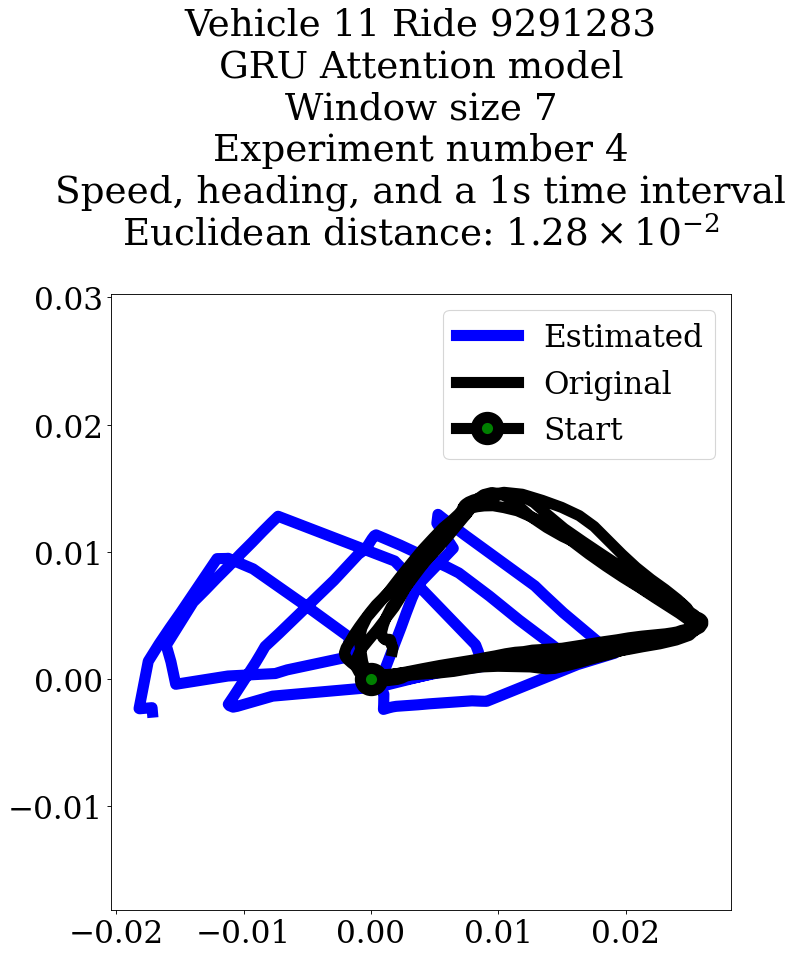 Vehicle 11 Ride 9291283
GRU Attention model
Window size 7
Experiment number 4
Speed, heading, and a 1s time interval
Euclidean distance: 1.28 × 10⁻²
0.03
0.02
0.01
0.00
−0.01
Estimated
Original
Start
−0.02 −0.01 0.00 0.01 0.02